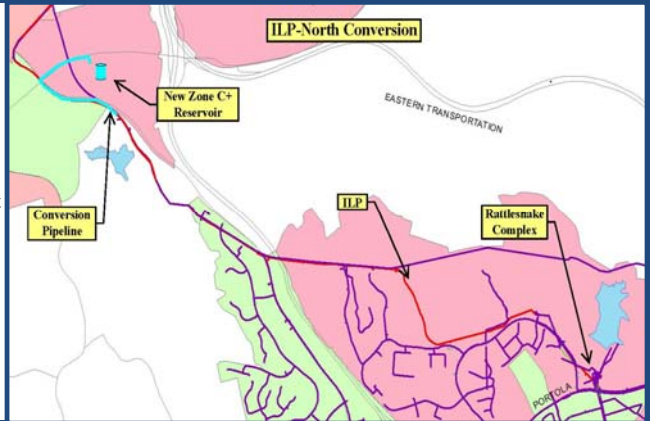 ILP-North Conversion
New Zone C+
Reservoir
EASTERN TRANSPORTATION
Conversion
Pipeline
ILP
Rattlesnake
Complex
PORTOLA